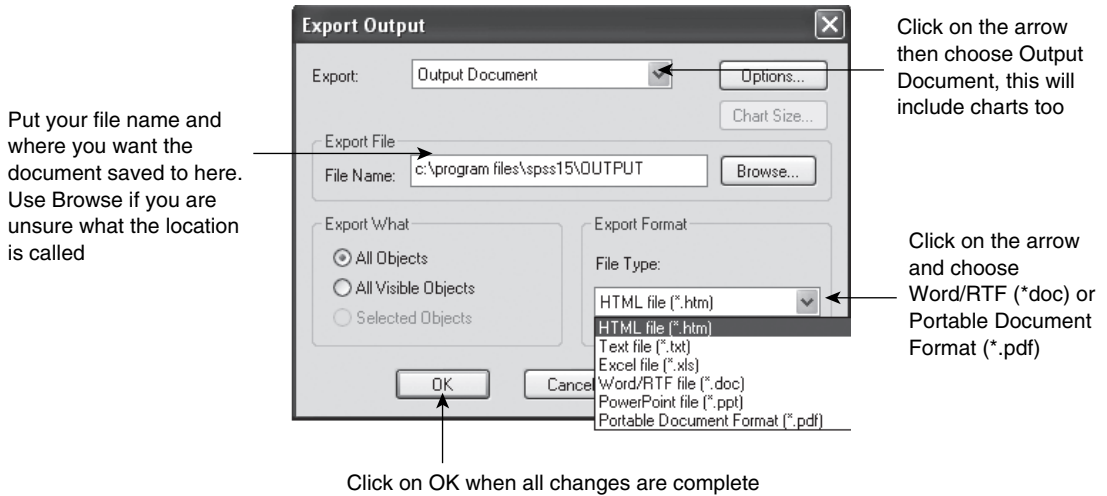 Export Output
Click on the arrow
then choose Output
Document, this will
include charts too
Export:
Output Document
Options...
Chart Size...
Put your file name and
where you want the
document saved to here.
Use Browse if you are
unsure what the location
is called
Export File
File Name:
c:\program files\spss15\OUTPUT
Browse...
Export What
All Objects
All Visible Objects
Selected Objects
Export Format
File Type:
HTML file (*.htm)
HTML file (*.htm)
Text file (*.txt)
Excel file (*.xls)
Word/RTF file (*.doc)
PowerPoint file (*.ppt)
Portable Document Format (*.pdf)
Click on the arrow
and choose
Word/RTF (*doc) or
Portable Document
Format (*.pdf)
OK
Cancel
Click on OK when all changes are complete